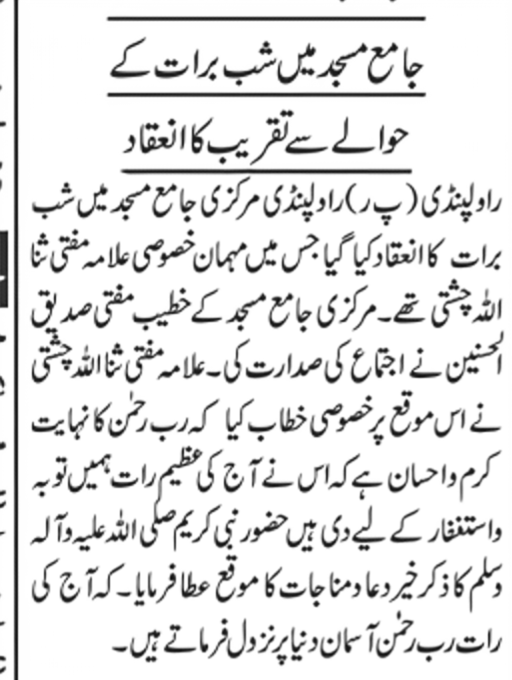 جامع مسجد میں شب برات کے
حوالے سے تقریب کا انعقاد
راولپنڈی (پ ر) راولپنڈی مرکزی جامع مسجد میں شب
برات کا انعقاد کیا گیا جس میں مہمان خصوصی علامہ مفتی ثنا
اللہ چشتی تھے۔ مرکزی جامع مسجد کے خطیب مفتی صدیق
الحسنین نے اجتماع کی صدارت کی۔ علامہ مفتی ثنا اللہ چشتی
نے اس موقع پر خصوصی خطاب کیا کہ رب رحمٰن کا نہایت
کرم و احسان ہے کہ اس نے آج کی عظیم رات ہمیں توبہ
واستغفار کے لیے دی ہیں حضور نبی کریم صلی اللہ علیہ وآلہ
وسلم کا ذکر خیر دعا ومناجات کا موقع عطا فرمایا۔ کہ آج کی
رات رب رحمٰن آسمان دنیا پر نزول فرماتے ہیں۔